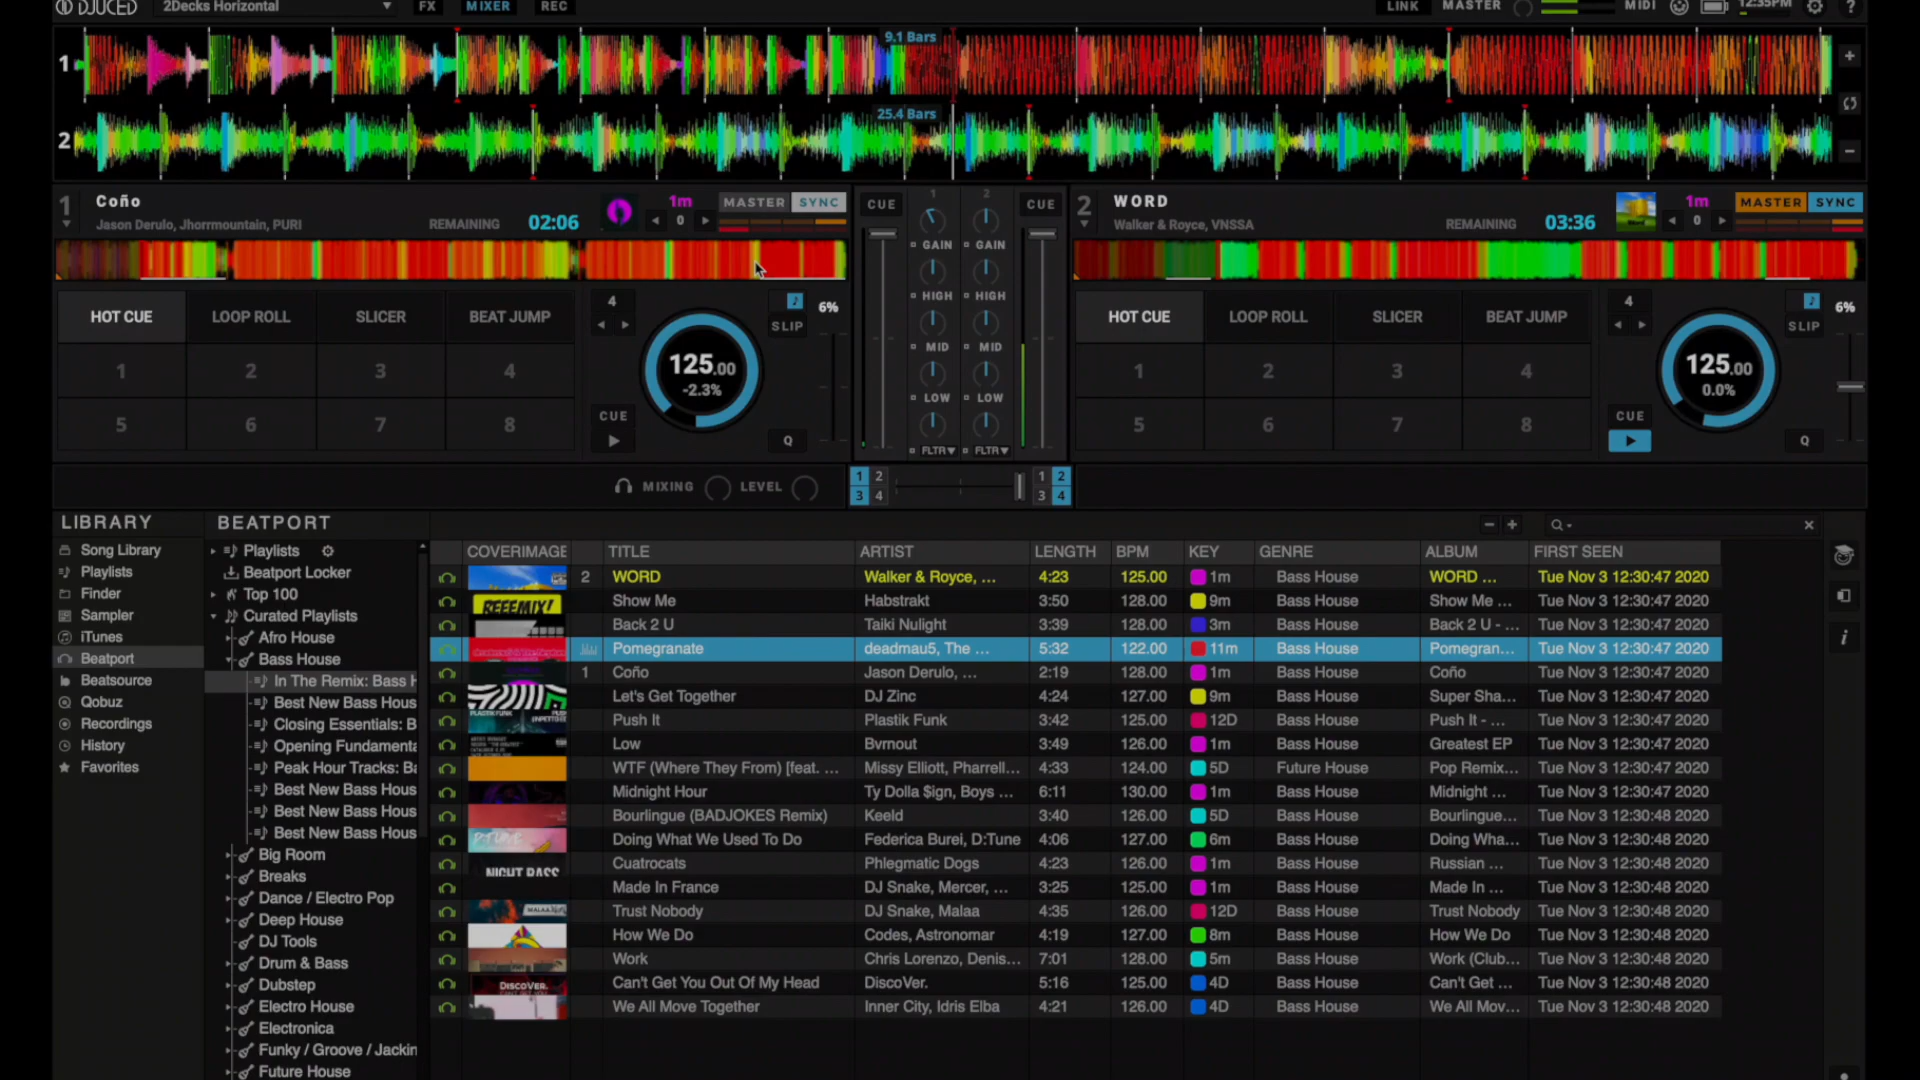 DJUCED 2Decks Horizontal FX MIXER REC LINK MASTER MIDI 12:35PM ?
1 9.1 Bars
2 25.4 Bars
1 Coño 1m MASTER SYNC
Jason Derulo, Jhorrmountain, PURI REMAINING 02:06 0
HOT CUE LOOP ROLL SLICER BEAT JUMP
1 2 3 4
5 6 7 8
4 SLIP 6%
125.00
-2.3%
CUE Q
CUE 1 2 CUE
GAIN GAIN
HIGH HIGH
MID MID
LOW LOW
FLTR FLTR
2 WORD 1m MASTER SYNC
Walker & Royce, VNSSA REMAINING 03:36 0
HOT CUE LOOP ROLL SLICER BEAT JUMP
1 2 3 4
5 6 7 8
4 SLIP 6%
125.00
0.0%
CUE Q
MIXING LEVEL 1 2 3 4 1 2 3 4
LIBRARY
Song Library
Playlists
Finder
Sampler
iTunes
Beatport
Beatsource
Qobuz
Recordings
History
Favorites
BEATPORT
Playlists
Beatport Locker
Top 100
Curated Playlists
Afro House
Bass House
In The Remix: Bass H
Best New Bass Hous
Closing Essentials: B
Opening Fundamenta
Peak Hour Tracks: Ba
Best New Bass Hous
Best New Bass Hous
Best New Bass Hous
Big Room
Breaks
Dance / Electro Pop
Deep House
DJ Tools
Drum & Bass
Dubstep
Electro House
Electronica
Funky / Groove / Jackin
Future House
COVERIMAGE TITLE ARTIST LENGTH BPM KEY GENRE ALBUM FIRST SEEN
2 WORD Walker & Royce, ... 4:23 125.00 1m Bass House WORD ... Tue Nov 3 12:30:47 2020
REEEMIX! Show Me Habstrakt 3:50 128.00 9m Bass House Show Me ... Tue Nov 3 12:30:47 2020
Back 2 U Taiki Nulight 3:39 128.00 3m Bass House Back 2 U - ... Tue Nov 3 12:30:47 2020
Pomegranate deadmau5, The ... 5:32 122.00 11m Bass House Pomegran... Tue Nov 3 12:30:47 2020
1 Coño Jason Derulo, ... 2:19 125.00 1m Bass House Coño Tue Nov 3 12:30:47 2020
Let's Get Together DJ Zinc 4:24 127.00 9m Bass House Super Sha... Tue Nov 3 12:30:47 2020
PLASTIK FUNK Push It Plastik Funk 3:42 125.00 12D Bass House Push It - ... Tue Nov 3 12:30:47 2020
Low Bvrnout 3:49 126.00 1m Bass House Greatest EP Tue Nov 3 12:30:47 2020
WTF (Where They From) [feat. ... Missy Elliott, Pharrell... 4:33 124.00 5D Future House Pop Remix... Tue Nov 3 12:30:47 2020
Midnight Hour Ty Dolla $ign, Boys ... 6:11 130.00 1m Bass House Midnight ... Tue Nov 3 12:30:47 2020
Bourlingue (BADJOKES Remix) Keeld 3:40 126.00 5D Bass House Bourlingue... Tue Nov 3 12:30:47 2020
D:TUNE Doing What We Used To Do Federica Burei, D:Tune 4:06 127.00 6m Bass House Doing Wha... Tue Nov 3 12:30:47 2020
NIGHT BASS Cuatrocats Phlegmatic Dogs 4:23 126.00 1m Bass House Russian ... Tue Nov 3 12:30:47 2020
Made In France DJ Snake, Mercer, ... 3:25 125.00 1m Bass House Made In ... Tue Nov 3 12:30:48 2020
MALAA Trust Nobody DJ Snake, Malaa 4:35 126.00 12D Bass House Trust Nobody Tue Nov 3 12:30:48 2020
How We Do Codes, Astronomar 4:19 127.00 8m Bass House How We Do Tue Nov 3 12:30:48 2020
Work Chris Lorenzo, Denis... 7:01 128.00 5m Bass House Work (Club... Tue Nov 3 12:30:48 2020
DISCOVER. Can't Get You Out Of My Head DiscoVer. 5:16 125.00 4D Bass House Can't Get ... Tue Nov 3 12:30:48 2020
We All Move Together Inner City, Idris Elba 4:21 126.00 4D Bass House We All Mov... Tue Nov 3 12:30:48 2020